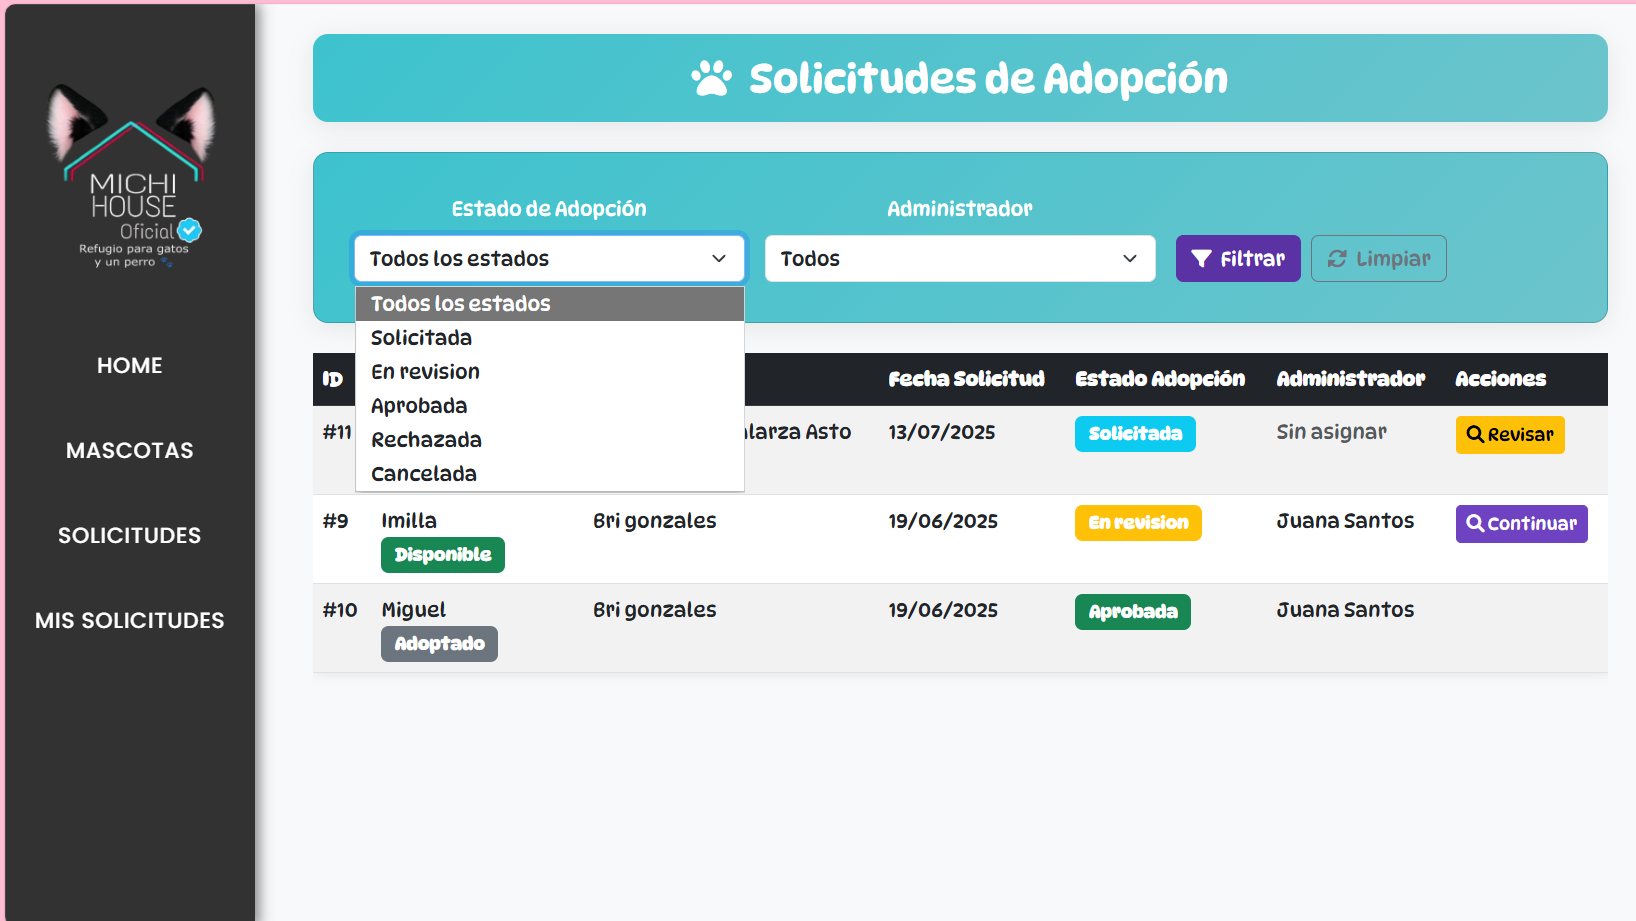 MICHI
HOUSE
Oficial
Refugio para gatos
y un perro
HOME
MASCOTAS
SOLICITUDES
MIS SOLICITUDES
Solicitudes de Adopción
Estado de Adopción
Administrador
Todos los estados
Todos
Filtrar
Limpiar
Todos los estados
Solicitada
En revision
Aprobada
Rechazada
Cancelada
ID Fecha Solicitud Estado Adopción Administrador Acciones
#11 Asto 13/07/2025 Solicitada Sin asignar Revisar
#9 Imilla Bri gonzales 19/06/2025 En revision Juana Santos Continuar
Disponible
#10 Miguel Bri gonzales 19/06/2025 Aprobada Juana Santos
Adoptado